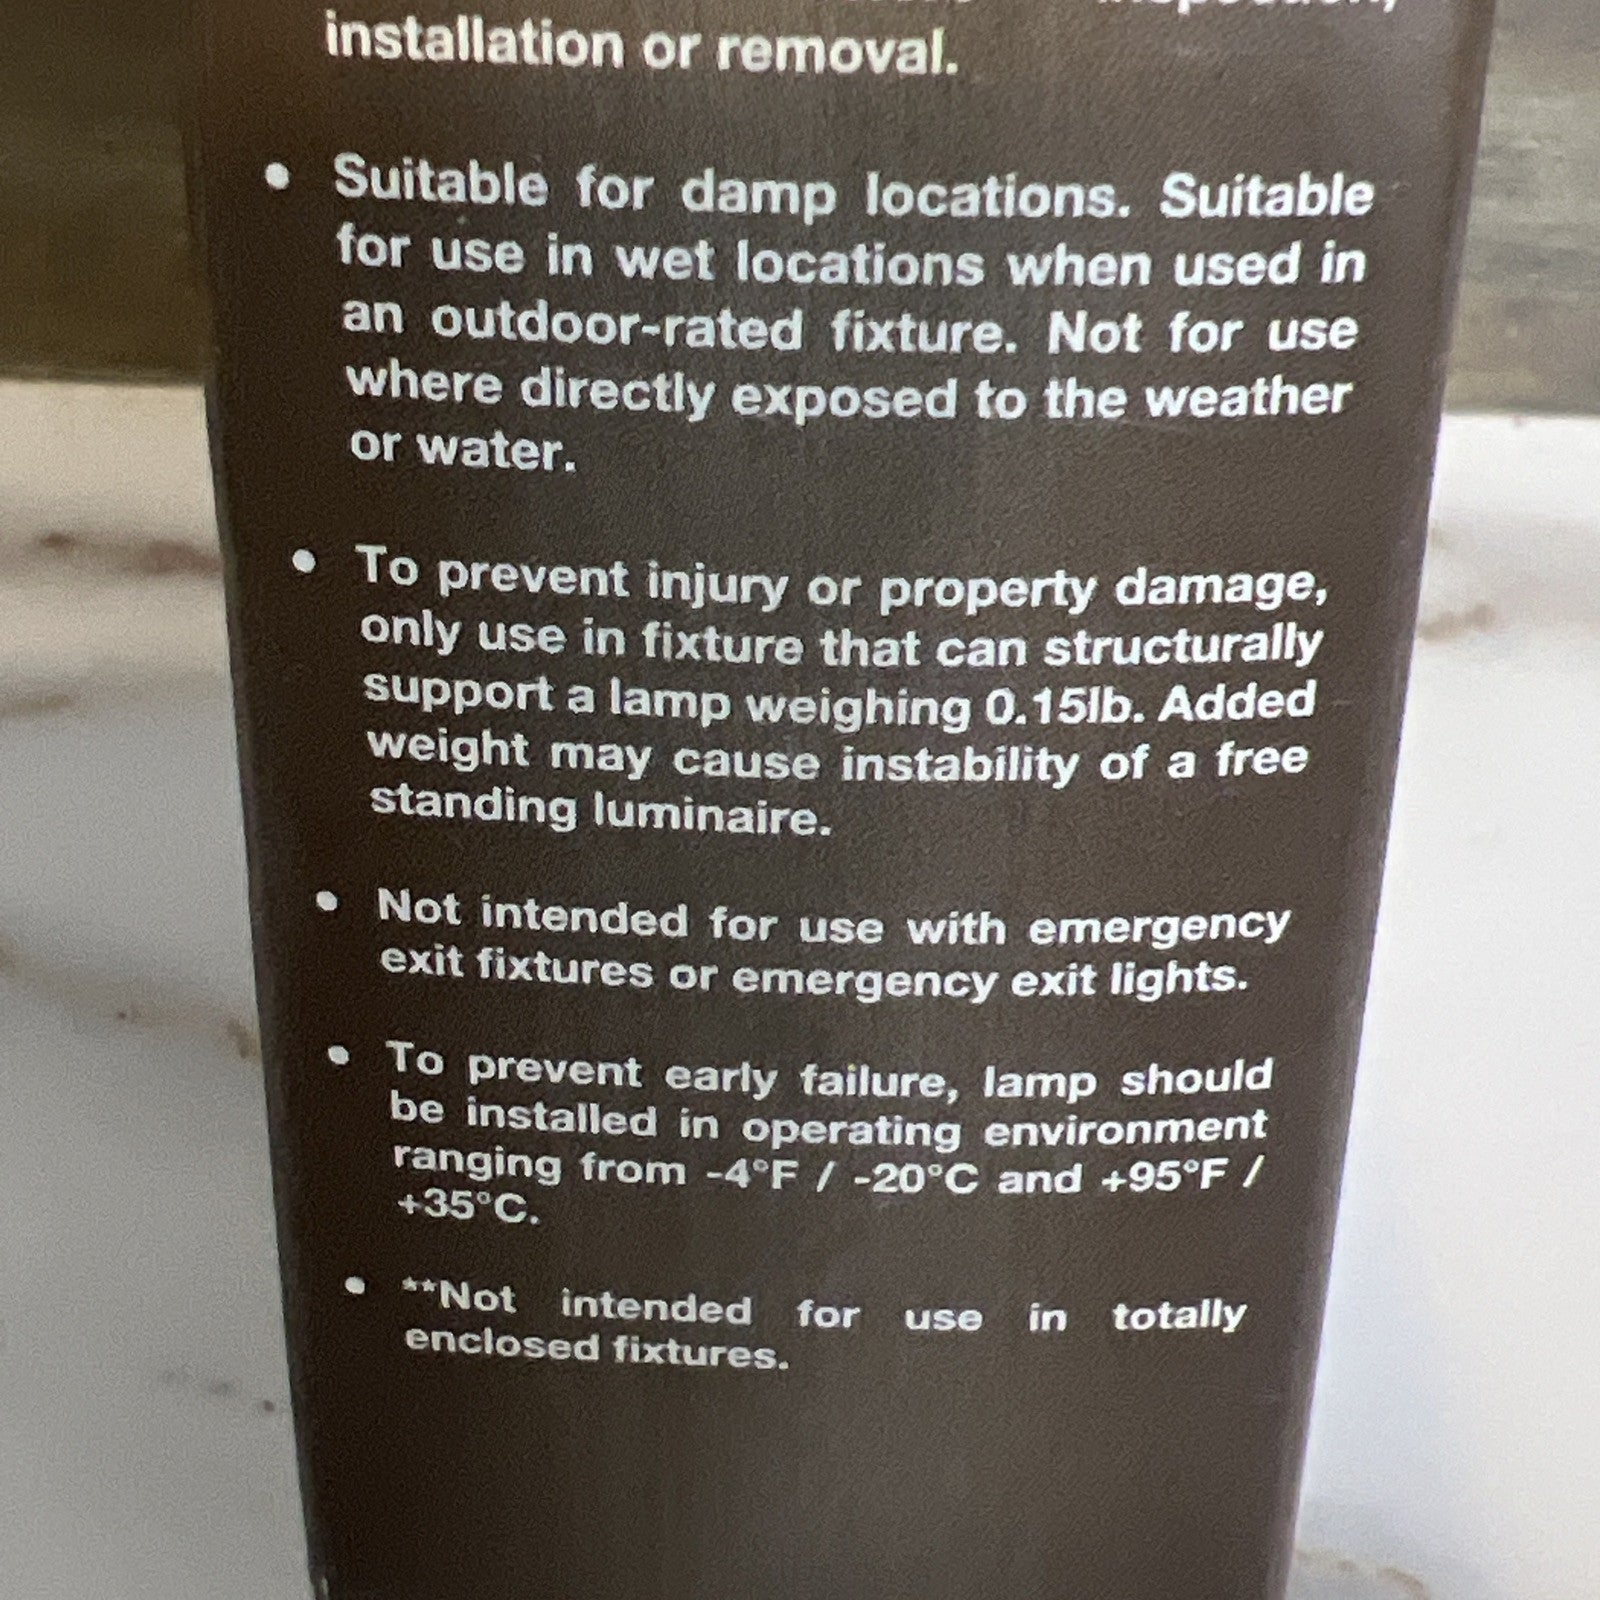 installation or removal.
• Suitable for damp locations. Suitable
for use in wet locations when used in
an outdoor-rated fixture. Not for use
where directly exposed to the weather
or water.
• To prevent injury or property damage,
only use in fixture that can structurally
support a lamp weighing 0.15lb. Added
weight may cause instability of a free
standing luminaire.
• Not intended for use with emergency
exit fixtures or emergency exit lights.
• To prevent early failure, lamp should
be installed in operating environment
ranging from -4°F / -20°C and +95°F /
+35°C.
• **Not intended for use in totally
enclosed fixtures.